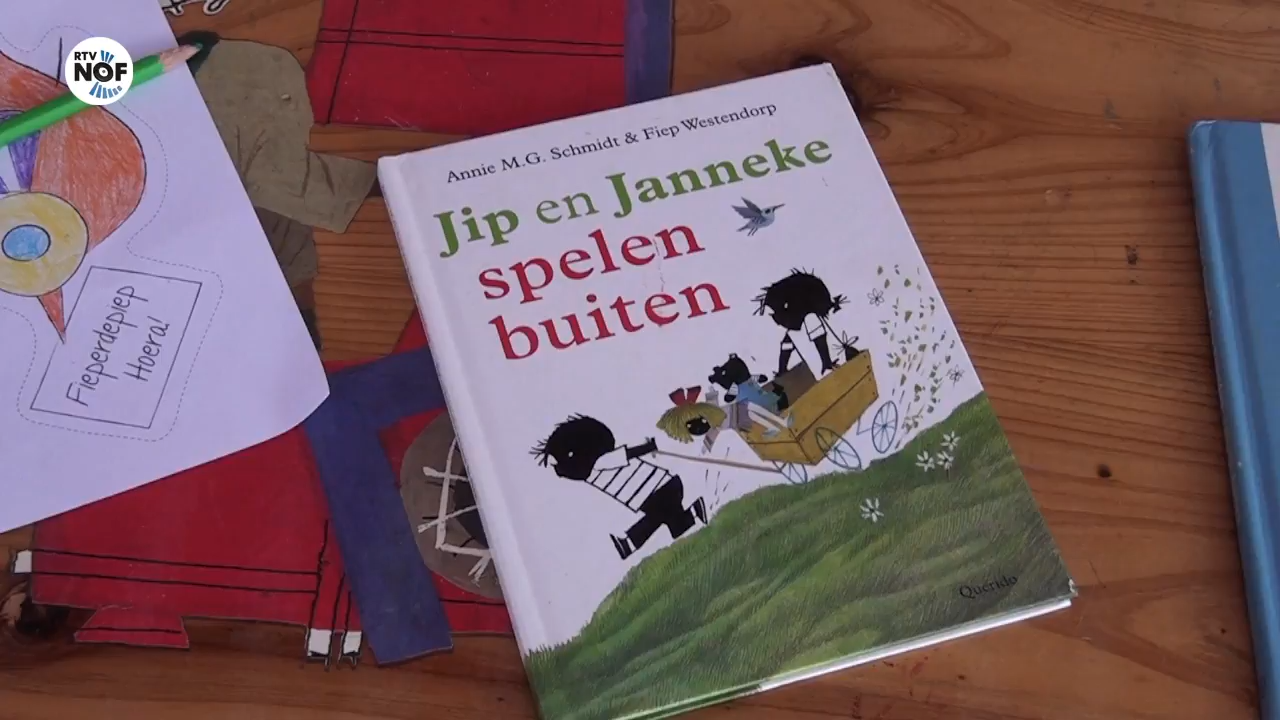 RTV
NOF
Annie M.G. Schmidt & Fiep Westendorp
Jip en Janneke
spelen
buiten
Querido
Fieperdepiep
Hoera!